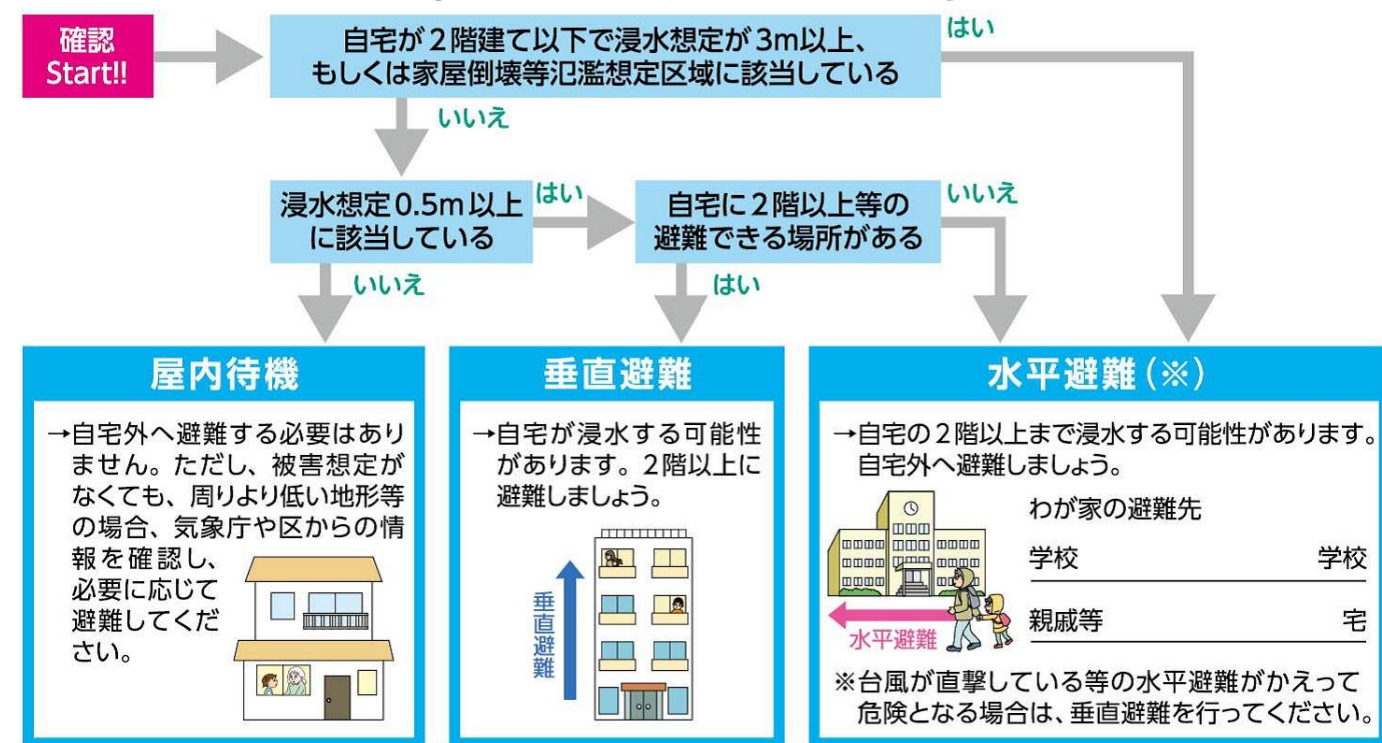 確認
Start!!
自宅が2階建て以下で浸水想定が3m以上、
もしくは家屋倒壊等氾濫想定区域に該当している
はい
いいえ
浸水想定0.5m以上
に該当している
はい
自宅に2階以上等の
避難できる場所がある
いいえ
いいえ
はい
屋内待機
→自宅外へ避難する必要はあり
ません。ただし、被害想定が
なくても、周りより低い地形等
の場合、気象庁や区からの情
報を確認し、
必要に応じて
避難してくだ
さい。
垂直避難
→自宅が浸水する可能性
があります。2階以上に
避難しましょう。
垂直避難
水平避難(※)
→自宅の2階以上まで浸水する可能性があります。
自宅外へ避難しましょう。
わが家の避難先
学校 学校
親戚等 宅
水平避難
※台風が直撃している等の水平避難がかえって
危険となる場合は、垂直避難を行ってください。